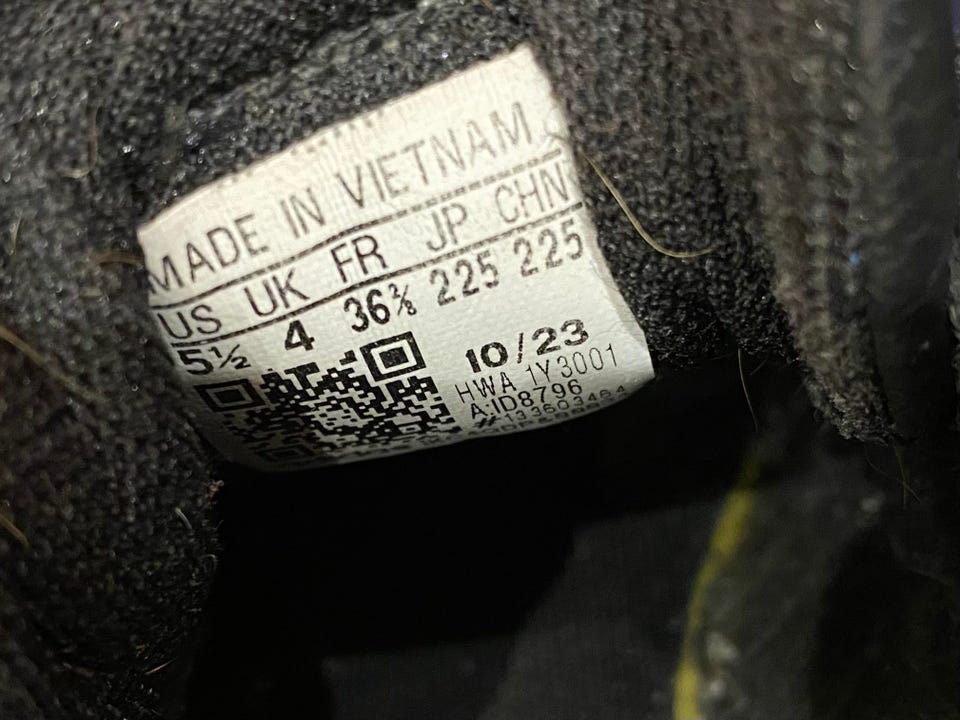 MADE IN VIETNAM
US UK FR JP CHN
5½ 4 36⅔ 225 225
10/23
HWA 1Y3001
A:ID8796